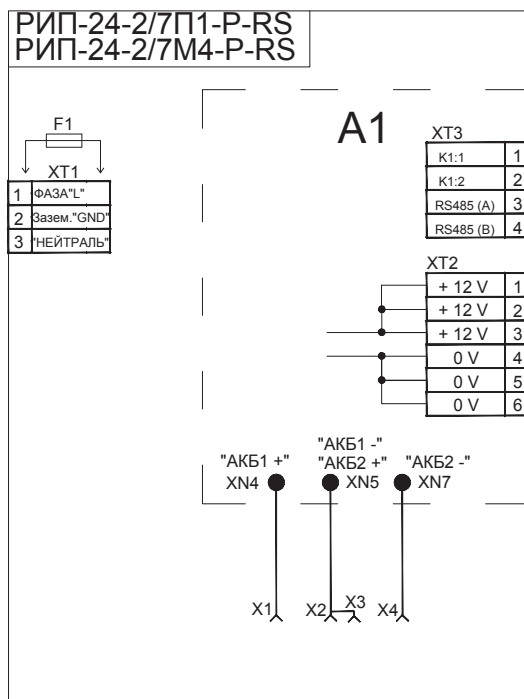 РИП-24-2/7П1-Р-RS
РИП-24-2/7М4-Р-RS
F1
XT1
1 ФАЗА"L"
2 Зазем."GND"
3 "НЕЙТРАЛЬ"
A1
XT3
K1:1 1
K1:2 2
RS485 (A) 3
RS485 (B) 4
XT2
+ 12 V 1
+ 12 V 2
+ 12 V 3
0 V 4
0 V 5
0 V 6
"АКБ1 -"
"АКБ1 +" "АКБ2 +" "АКБ2 -"
XN4 XN5 XN7
X1 X2 X3 X4